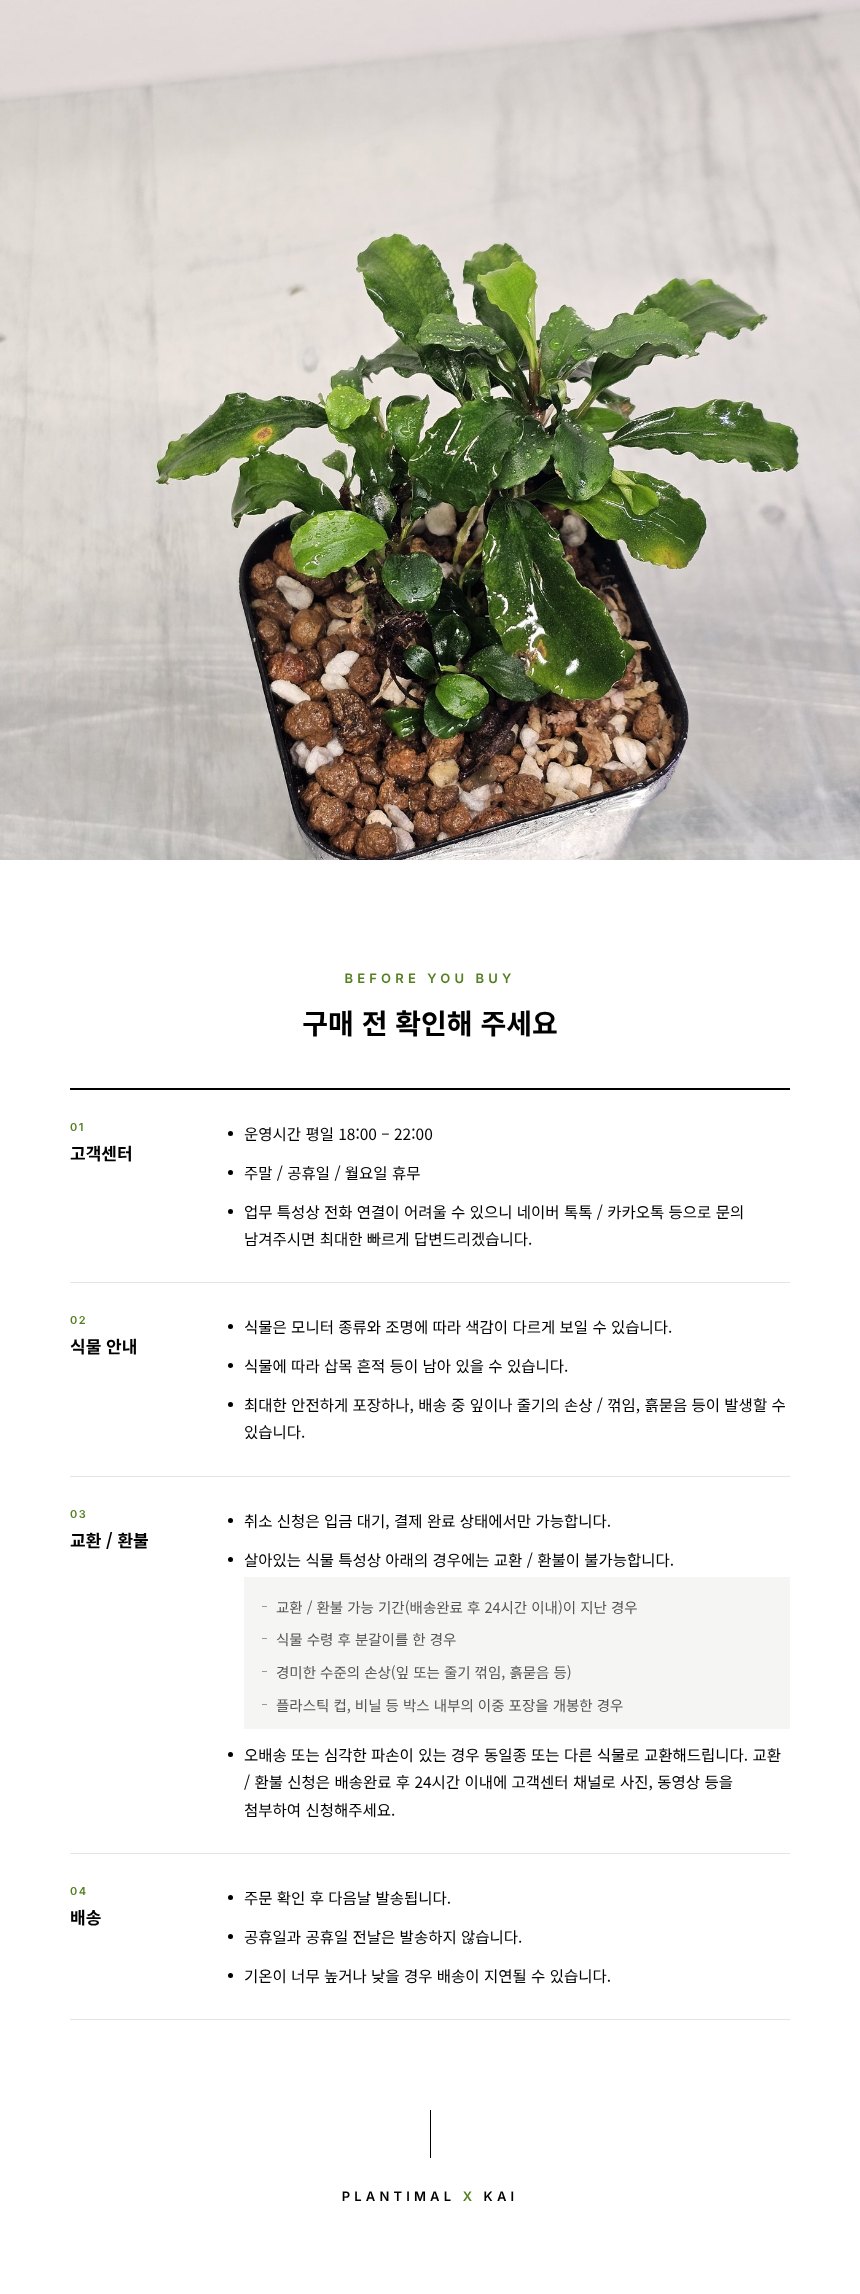 BEFORE YOU BUY
구매 전 확인해 주세요
01
고객센터
운영시간 평일 18:00 – 22:00
주말 / 공휴일 / 월요일 휴무
업무 특성상 전화 연결이 어려울 수 있으니 네이버 톡톡 / 카카오톡 등으로 문의
남겨주시면 최대한 빠르게 답변드리겠습니다.
02
식물 안내
식물은 모니터 종류와 조명에 따라 색감이 다르게 보일 수 있습니다.
식물에 따라 삽목 흔적 등이 남아 있을 수 있습니다.
최대한 안전하게 포장하나, 배송 중 잎이나 줄기의 손상 / 꺾임, 흙묻음 등이 발생할 수
있습니다.
03
교환 / 환불
취소 신청은 입금 대기, 결제 완료 상태에서만 가능합니다.
살아있는 식물 특성상 아래의 경우에는 교환 / 환불이 불가능합니다.
– 교환 / 환불 가능 기간(배송완료 후 24시간 이내)이 지난 경우
– 식물 수령 후 분갈이를 한 경우
– 경미한 수준의 손상(잎 또는 줄기 꺾임, 흙묻음 등)
– 플라스틱 컵, 비닐 등 박스 내부의 이중 포장을 개봉한 경우
오배송 또는 심각한 파손이 있는 경우 동일종 또는 다른 식물로 교환해드립니다. 교환
/ 환불 신청은 배송완료 후 24시간 이내에 고객센터 채널로 사진, 동영상 등을
첨부하여 신청해주세요.
04
배송
주문 확인 후 다음날 발송됩니다.
공휴일과 공휴일 전날은 발송하지 않습니다.
기온이 너무 높거나 낮을 경우 배송이 지연될 수 있습니다.
PLANTIMAL X KAI